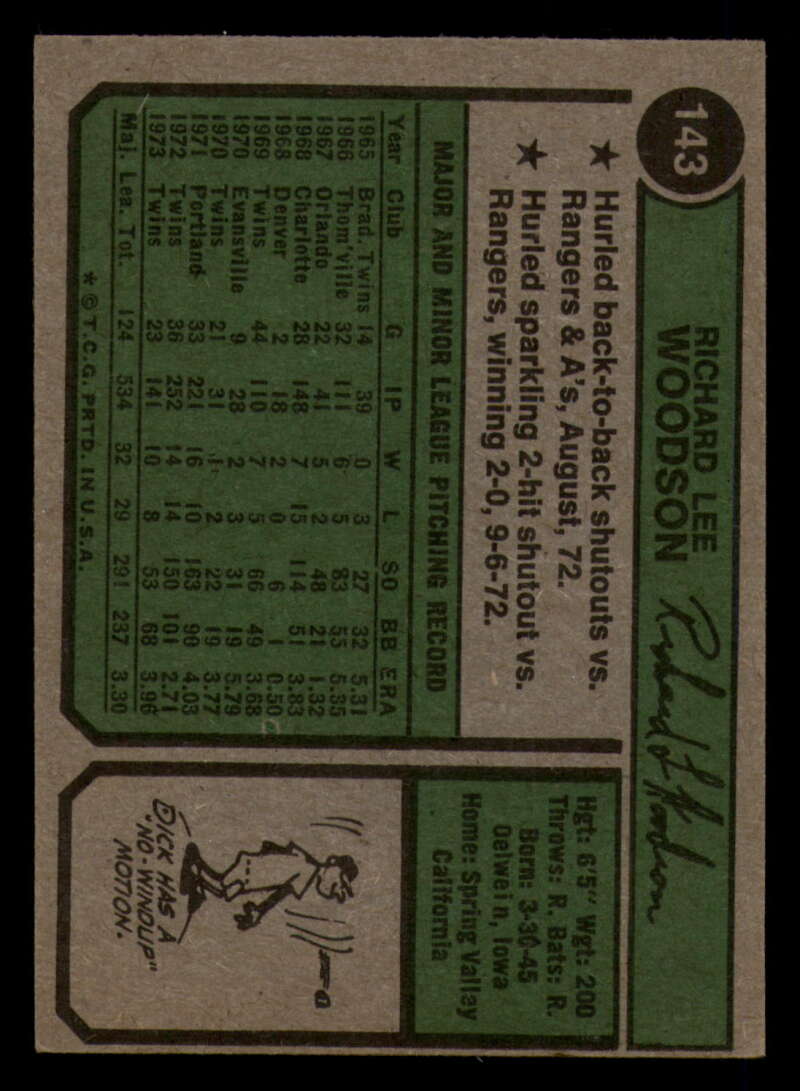 143
RICHARD LEE
WOODSON
Richard L Woodson
★ Hurled back-to-back shutouts vs.
Rangers & A's, August, 72.
★ Hurled sparkling 2-hit shutout vs.
Rangers, winning 2-0, 9-6-72.
MAJOR AND MINOR LEAGUE PITCHING RECORD
Year Club G IP W L SO BB ERA
1965 Brad. Twins 14 39 0 3 27 32 5.31
1966 Thom'ville 32 111 6 5 83 55 5.35
1967 Orlando 22 41 5 2 48 21 1.32
1968 Charlotte 28 148 7 15 114 51 3.83
1968 Denver 2 18 2 0 6 1 0.50
1969 Twins 44 110 7 5 66 49 3.68
1970 Evansville 9 28 2 3 31 19 5.79
1970 Twins 21 31 1 2 22 19 3.77
1971 Portland 33 221 16 10 163 90 4.03
1972 Twins 36 252 14 14 150 101 2.71
1973 Twins 23 141 10 8 53 68 3.96
Maj. Lea. Tot. 124 534 32 29 291 237 3.30
* © T.C.G. PRTD. IN U.S.A.
Hgt: 6'5" Wgt: 200
Throws: R. Bats: R.
Born: 3-30-45
Oelwein, Iowa
Home: Spring Valley
California
DICK HAS A
"NO-WINDUP"
MOTION.